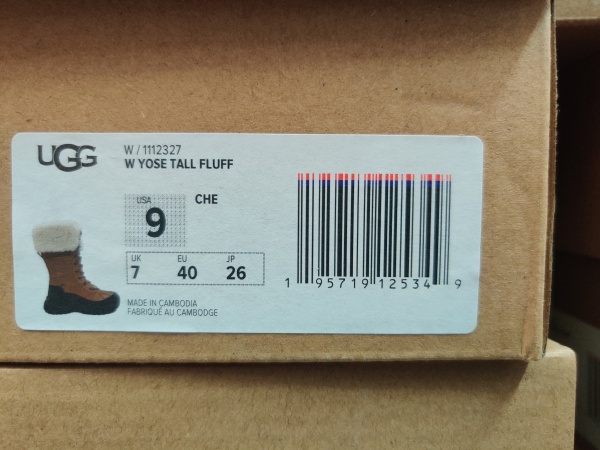 UGG
W / 1112327
W YOSE TALL FLUFF
USA
9
CHE
UK EU JP
7 40 26
MADE IN CAMBODIA
FABRIQUÉ AU CAMBODGE
1 95719 12534 9